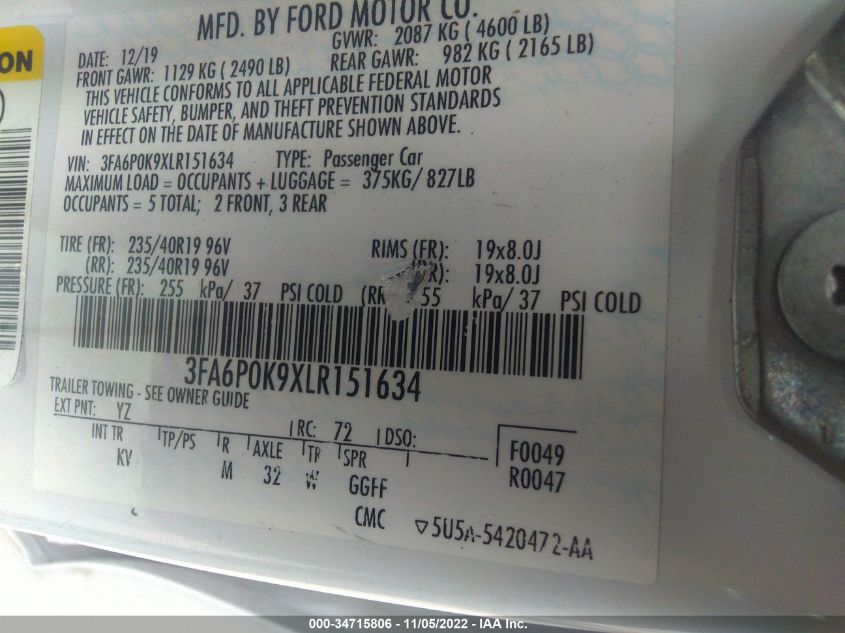 ON
MFD. BY FORD MOTOR CO.
DATE: 12/19 GVWR: 2087 KG ( 4600 LB)
FRONT GAWR: 1129 KG ( 2490 LB) REAR GAWR: 982 KG ( 2165 LB)
THIS VEHICLE CONFORMS TO ALL APPLICABLE FEDERAL MOTOR
VEHICLE SAFETY, BUMPER, AND THEFT PREVENTION STANDARDS
IN EFFECT ON THE DATE OF MANUFACTURE SHOWN ABOVE.
VIN: 3FA6P0K9XLR151634 TYPE: Passenger Car
MAXIMUM LOAD = OCCUPANTS + LUGGAGE = 375KG/ 827LB
OCCUPANTS = 5 TOTAL; 2 FRONT, 3 REAR
TIRE (FR): 235/40R19 96V RIMS (FR): 19x8.0J
(RR): 235/40R19 96V 19x8.0J
PRESSURE (FR): 255 kPa/ 37 PSI COLD 55 kPa/ 37 PSI COLD
3FA6P0K9XLR151634
TRAILER TOWING - SEE OWNER GUIDE
EXT PNT: YZ RC: 72 DSO:
INT TR TP/PS R AXLE TR SPR F0049
KV M 32 W GGFF R0047
CMC ▽5U5A-5420472-AA
000-34715806 - 11/05/2022 - IAA Inc.